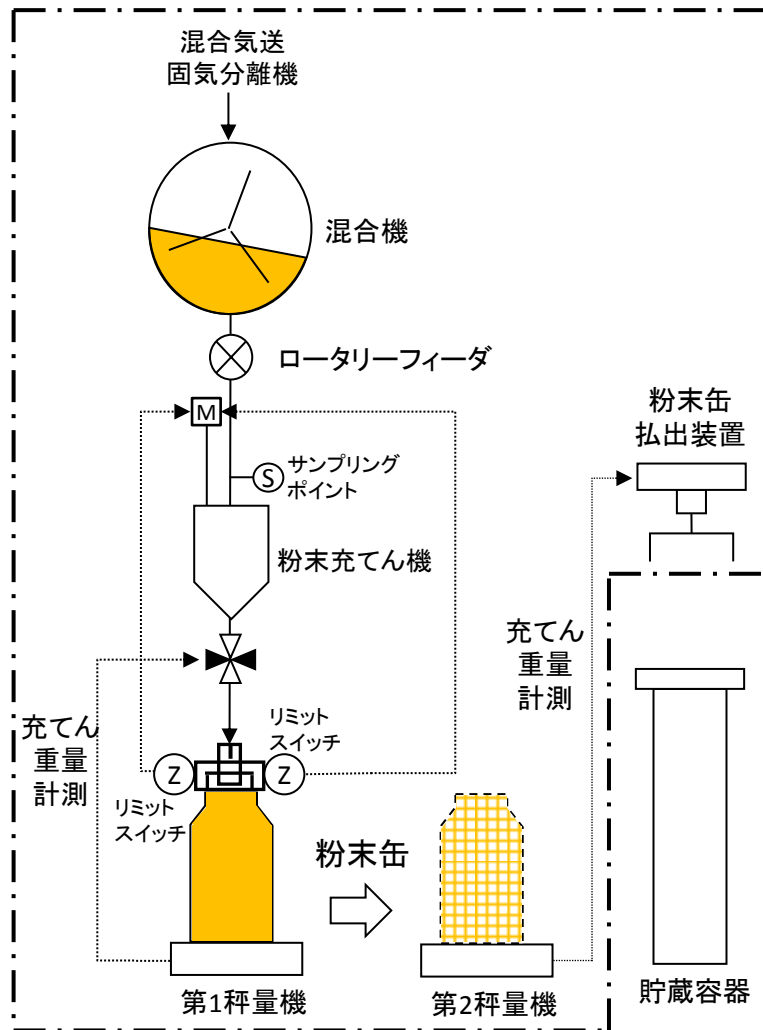 混合気送
固気分離機
混合機
ロータリーフィーダ
M
S
サンプリング
ポイント
粉末充てん機
粉末缶
払出装置
充てん
重量
計測
リミット
スイッチ
Z
Z
リミット
スイッチ
充てん
重量
計測
粉末缶
第1秤量機
第2秤量機
貯蔵容器